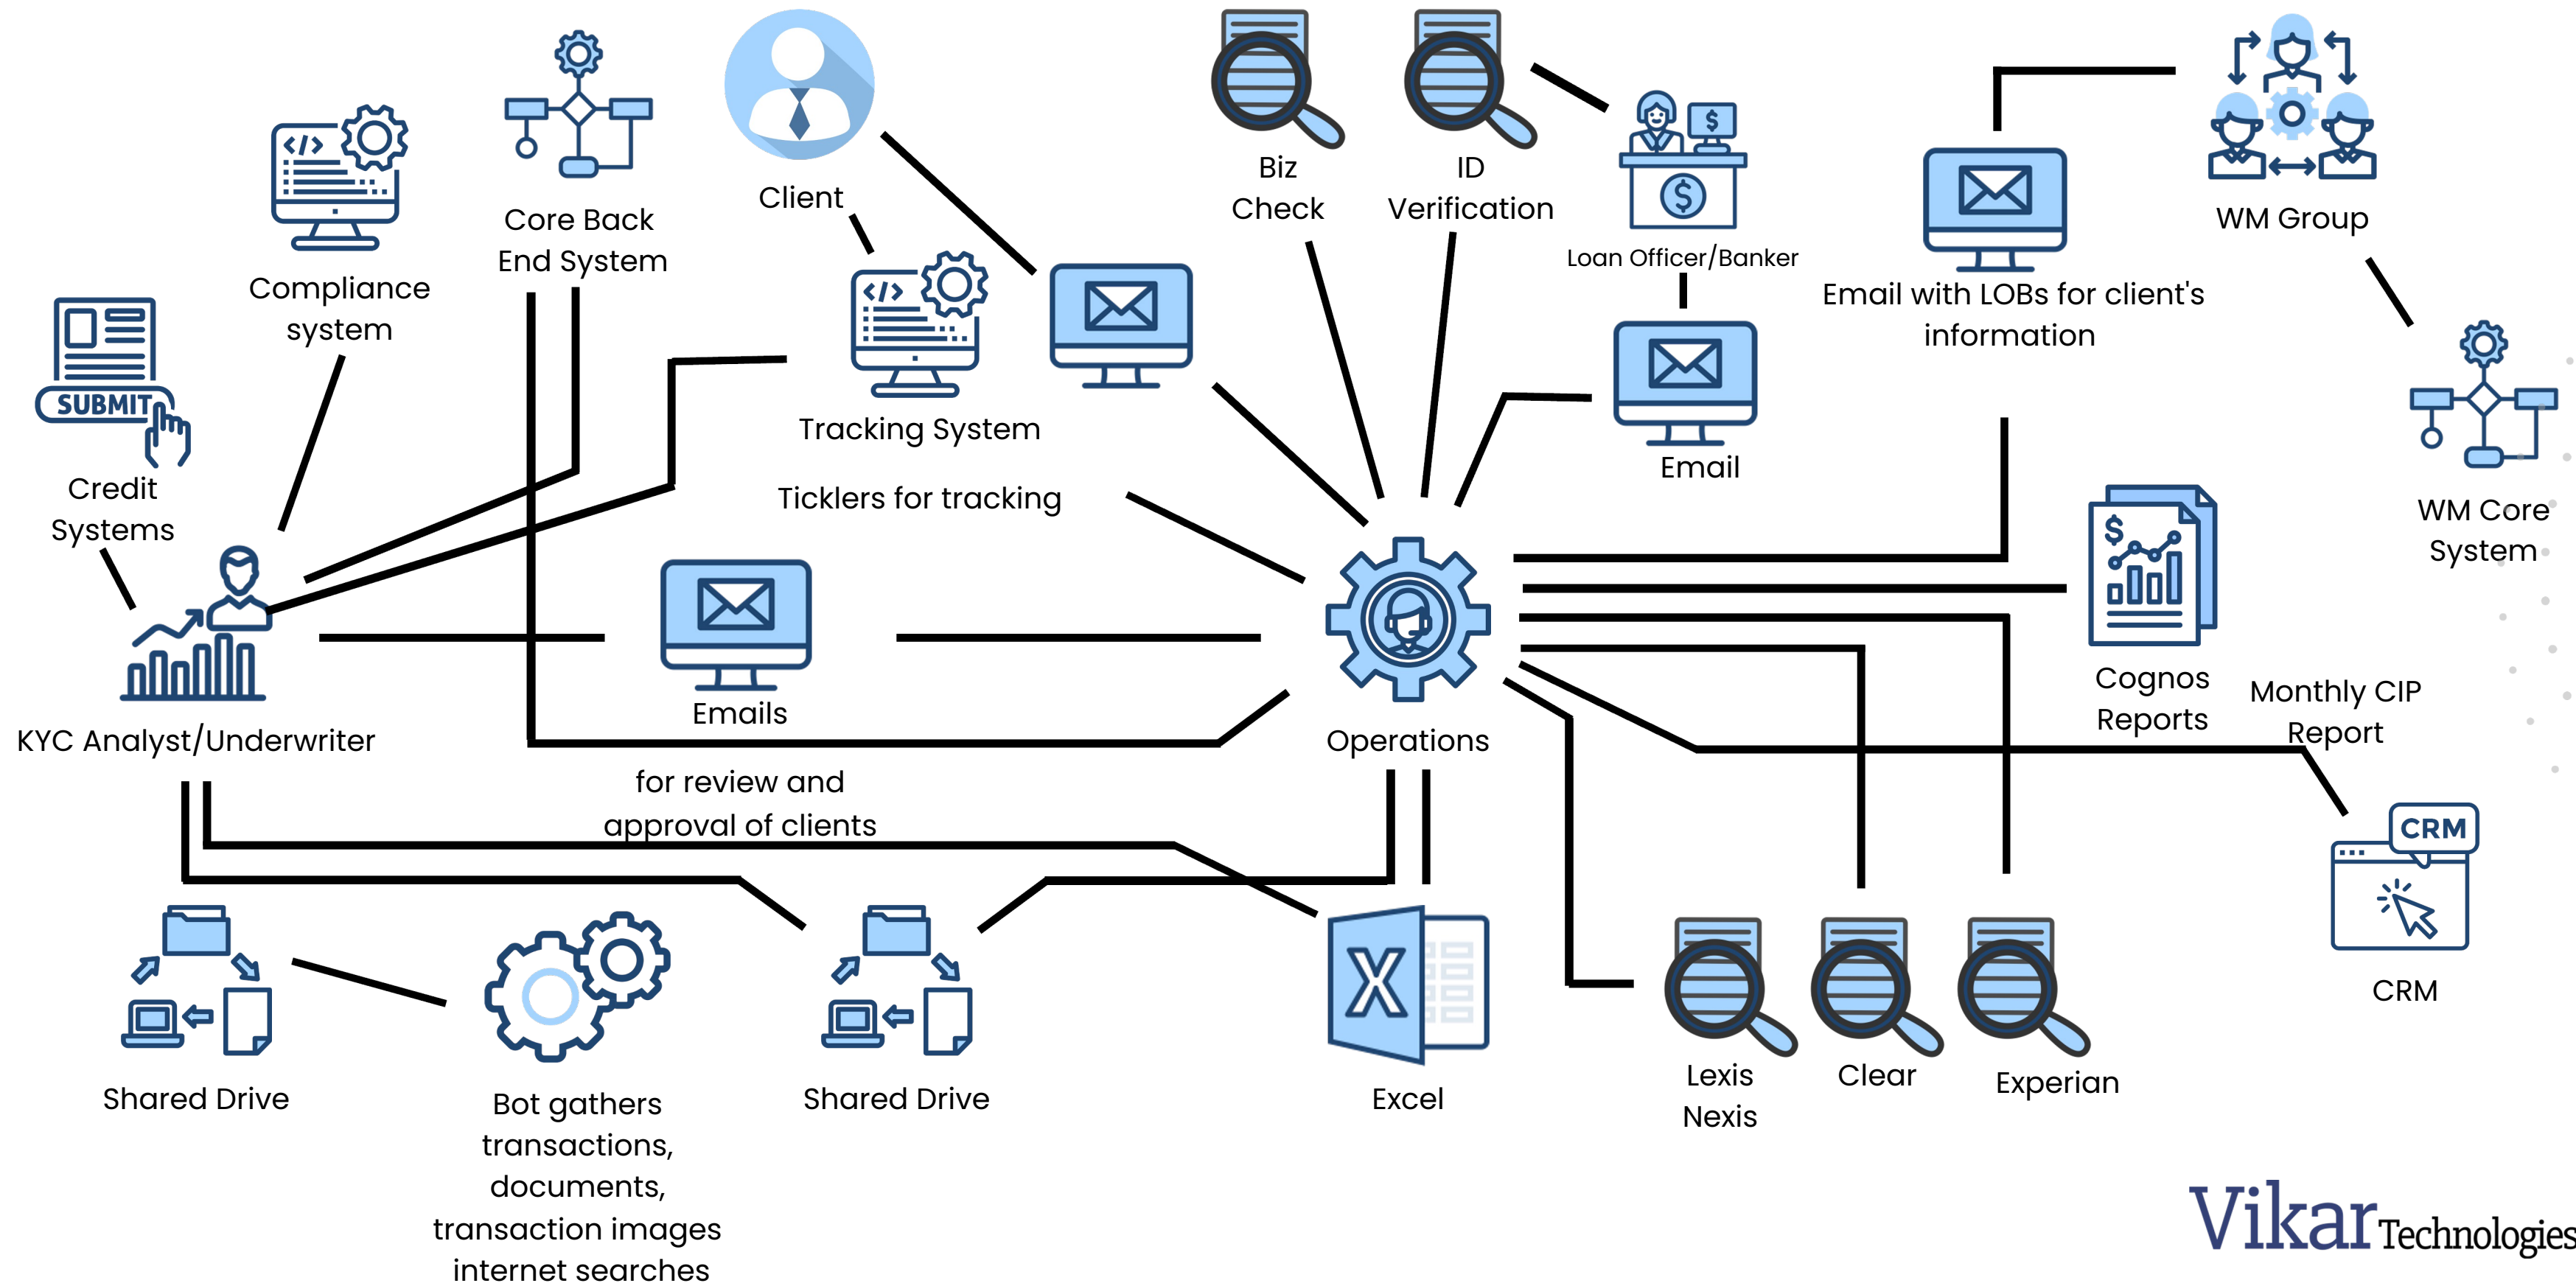 Client
Biz
Check
ID
Verification
$
$
Loan Officer/Banker
WM Group
</>
Core Back
End System
Compliance
system
</>
Tracking System
Ticklers for tracking
Email with LOBs for client's
information
Email
SUBMIT
Credit
Systems
WM Core
System
$
Cognos
Reports
Monthly CIP
Report
KYC Analyst/Underwriter
Emails
for review and
approval of clients
Operations
CRM
CRM
Shared Drive
Bot gathers
transactions,
documents,
transaction images
internet searches
Shared Drive
X
Excel
Lexis
Nexis
Clear
Experian
Vikar Technologies